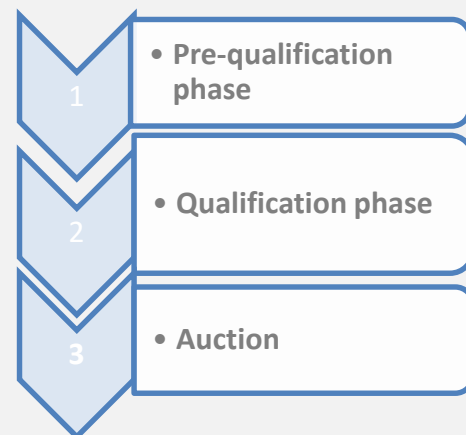 1
• Pre-qualification
phase
2
• Qualification phase
3
• Auction